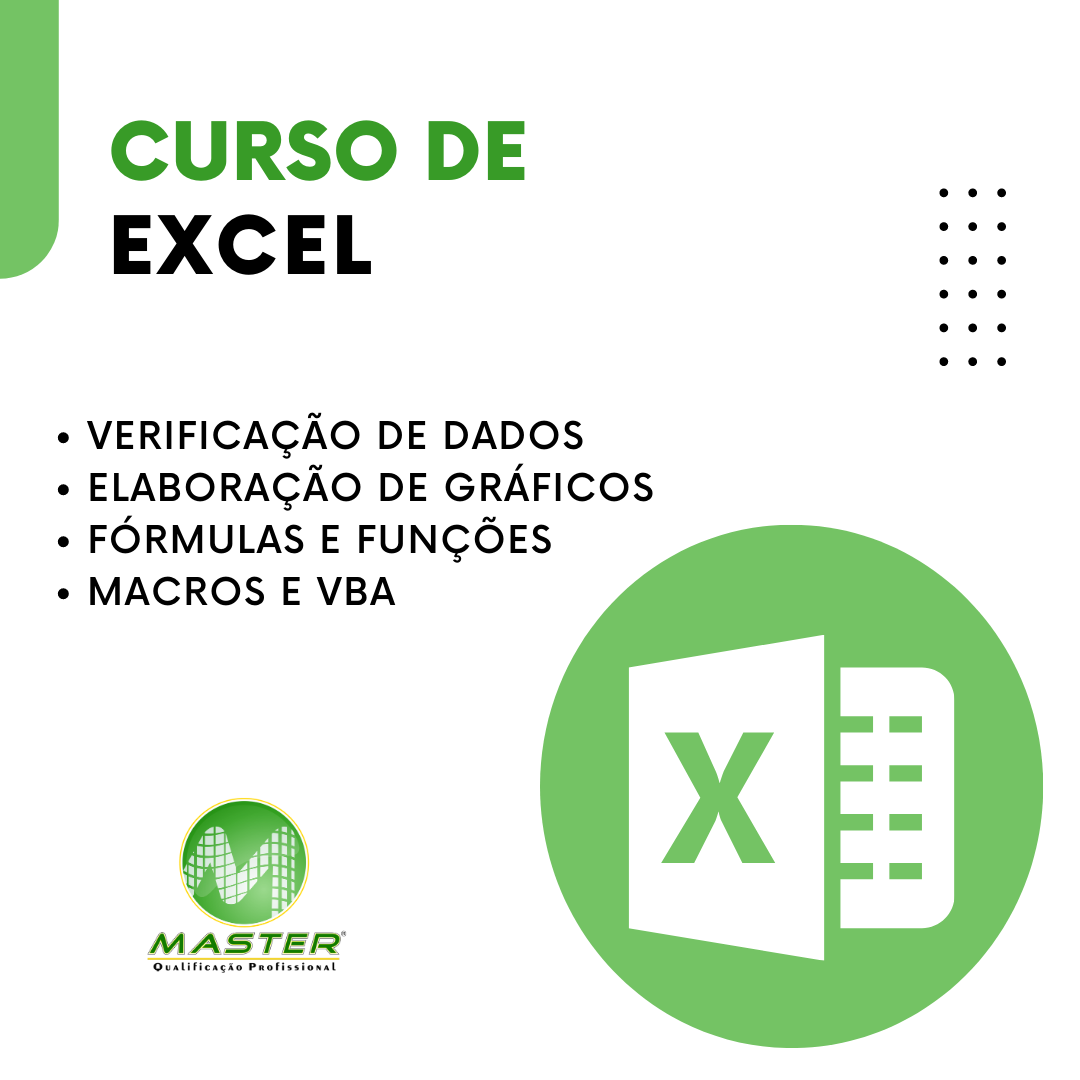 CURSO DE
EXCEL
• VERIFICAÇÃO DE DADOS
• ELABORAÇÃO DE GRÁFICOS
• FÓRMULAS E FUNÇÕES
• MACROS E VBA
X
MASTER®
Qualificação Profissional